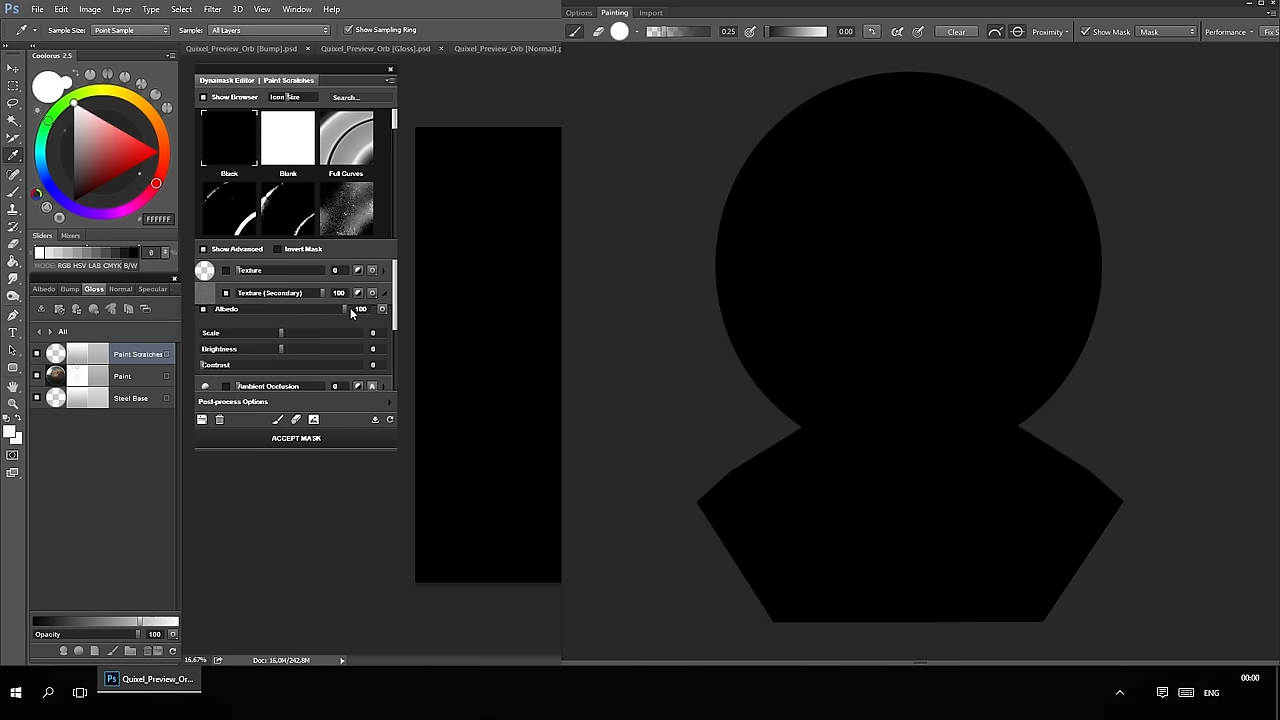 Ps File Edit Image Layer Type Select Filter 3D View Window Help
Options Painting Import
Sample Size: Point Sample Sample: All Layers Show Sampling Ring
0.25 0.00 Clear Proximity Show Mask Mask Performance Fix S
Quixel_Preview_Orb [Bump].psd × Quixel_Preview_Orb [Gloss].psd × Quixel_Preview_Orb [Normal].p
Colorus 2.5
Dynamask Editor | Paint Scratches
Show Browser Icon Size Search...
Black Blank Full Curves
# FFFFFF
Sliders Mixers
0 %
MODE: RGB HSV LAB CMYK B/W
Albedo Bump Gloss Normal Specular
All
Paint Scratches
Paint
Steel Base
Show Advanced Invert Mask
Texture 0
Texture (Secondary) 100
Albedo 100
Scale 0
Brightness 0
Contrast 0
Ambient Occlusion 0 A
Post-process Options
ACCEPT MASK
Opacity 100
16.67% Doc: 16.0M/242.8M
Ps Quixel_Preview_Or...
ENG
00:00